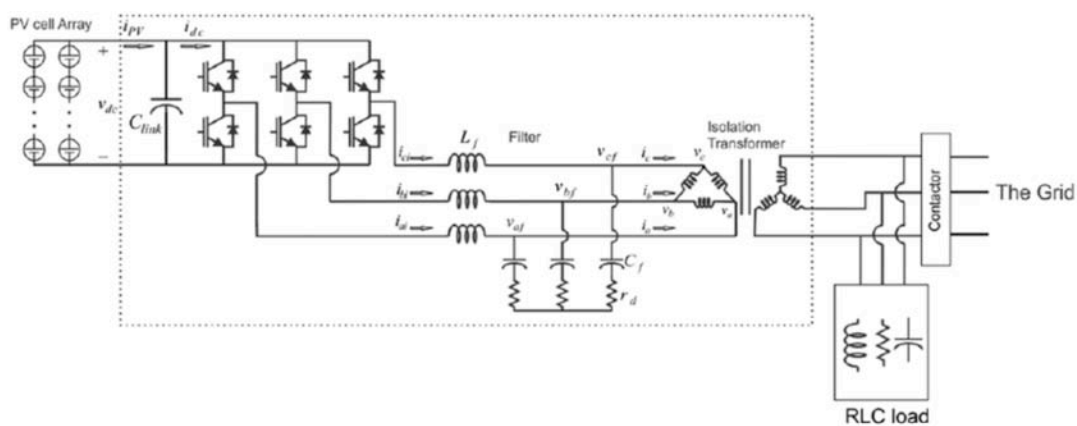 PV cell Array
i_PV
i_dc
+
v_dc
C_link
−
L_f
Filter
Isolation
Transformer
i_ci
v_cf
i_c
v_c
i_bi
v_bf
i_b
v_b
v_a
i_ai
v_af
i_a
C_f
r_d
Contactor
The Grid
RLC load